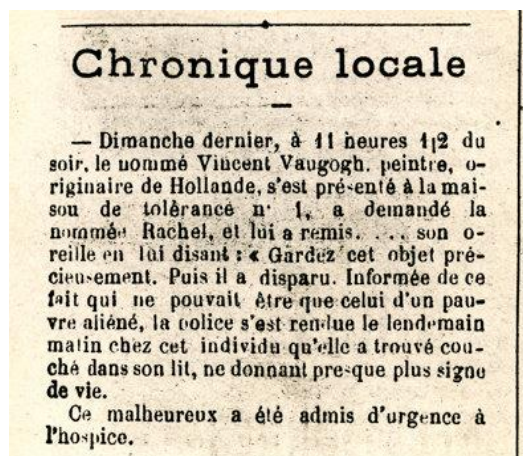 Chronique locale
— Dimanche dernier, à 11 heures 1|2 du
soir, le nommé Vincent Vaugogh, peintre, o-
riginaire de Hollande, s'est présenté à la mai-
son de tolérance n° 1, a demandé la
nommée Rachel, et lui a remis. ... son o-
reille en lui disant : « Gardez cet objet pré-
cieusement. Puis il a disparu. Informée de ce
fait qui ne pouvait être que celui d'un pau-
vre aliéné, la police s'est rendue le lendemain
matin chez cet individu qu'elle a trouvé cou-
ché dans son lit, ne donnant presque plus signe
de vie.
Ce malheureux a été admis d'urgence à
l'hospice.